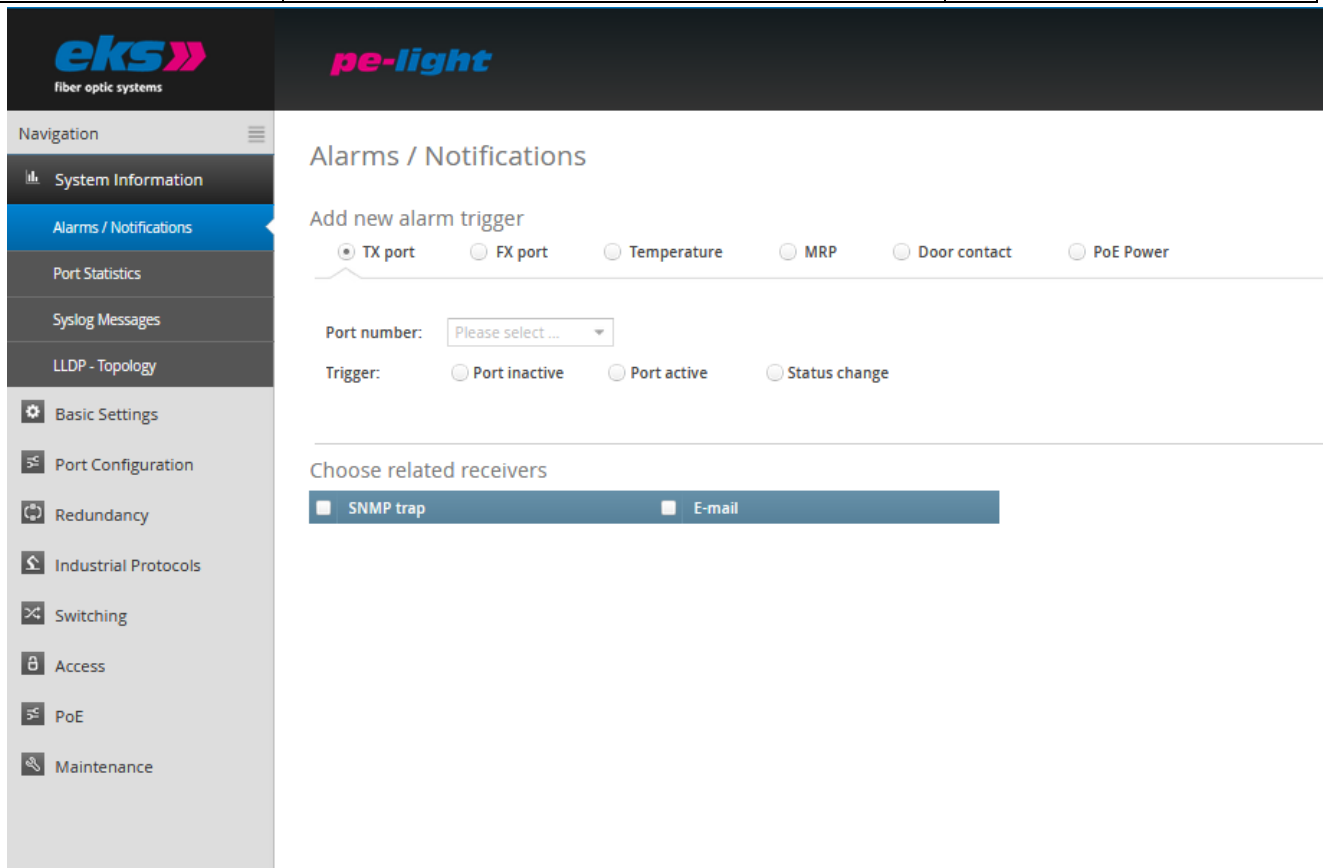 eks
fiber optic systems
pe-light
Navigation
System Information
Alarms / Notifications
Port Statistics
Syslog Messages
LLDP - Topology
Basic Settings
Port Configuration
Redundancy
Industrial Protocols
Switching
Access
PoE
Maintenance
Alarms / Notifications
Add new alarm trigger
TX port FX port Temperature MRP Door contact PoE Power
Port number: Please select ...
Trigger: Port inactive Port active Status change
Choose related receivers
SNMP trap E-mail